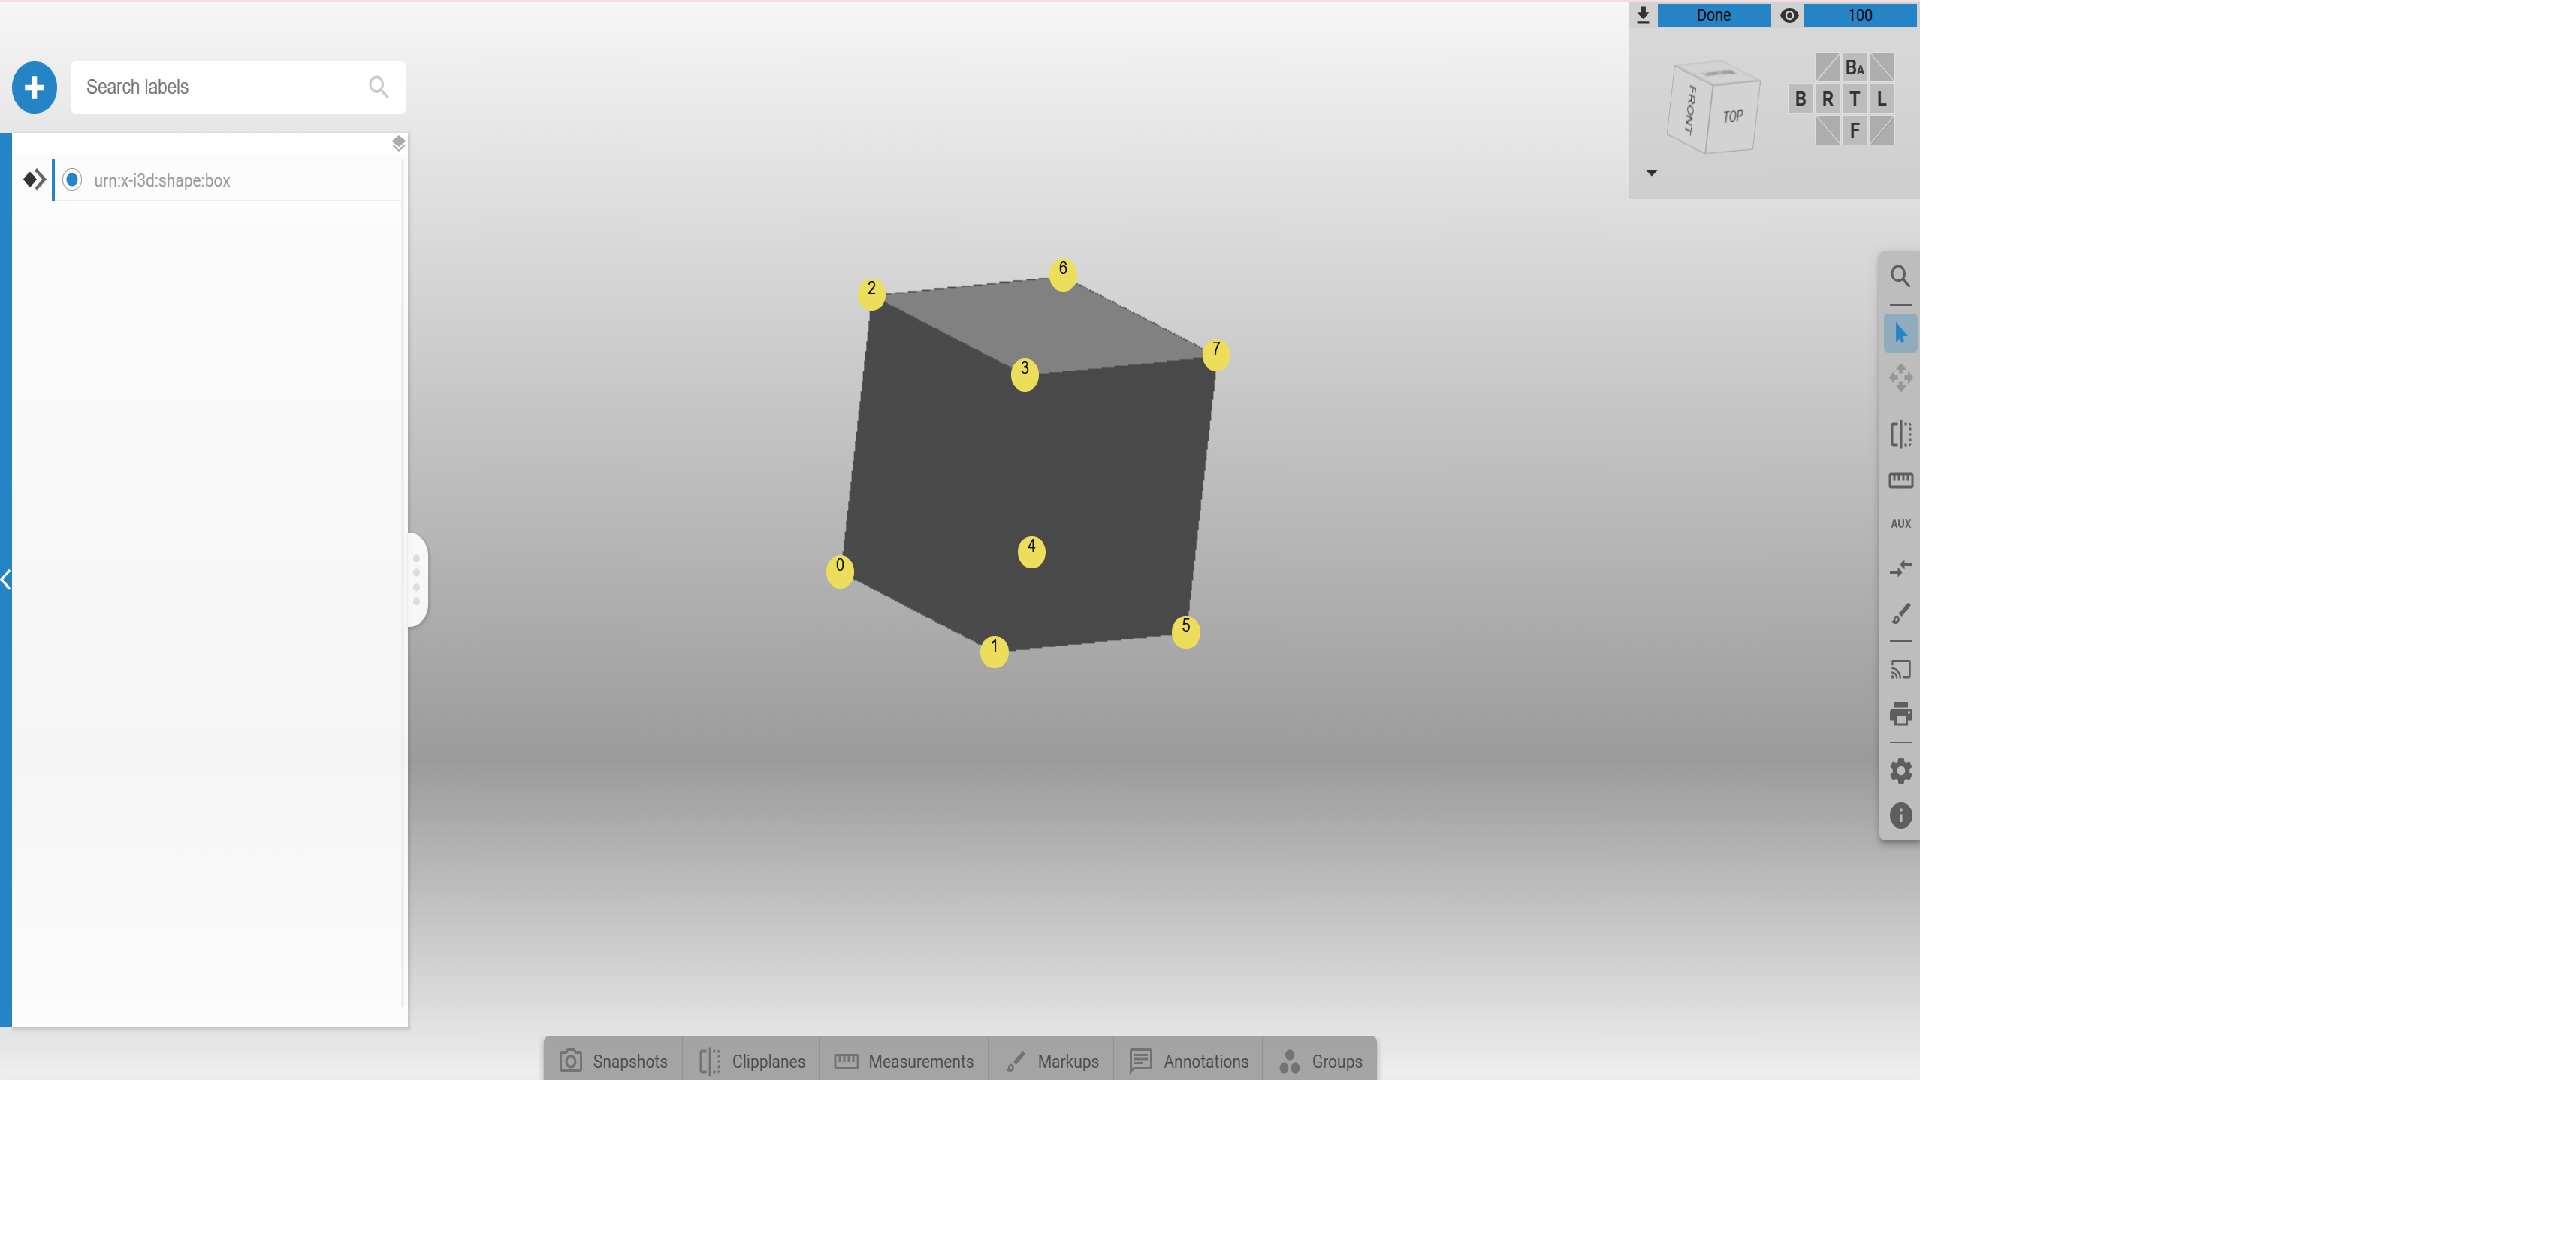 Done 100
Search labels
BA
FRONT TOP
B R T L
F
urn:x-i3d:shape:box
6
2
7
3
AUX
4
0
5
1
Snapshots Clipplanes Measurements Markups Annotations Groups